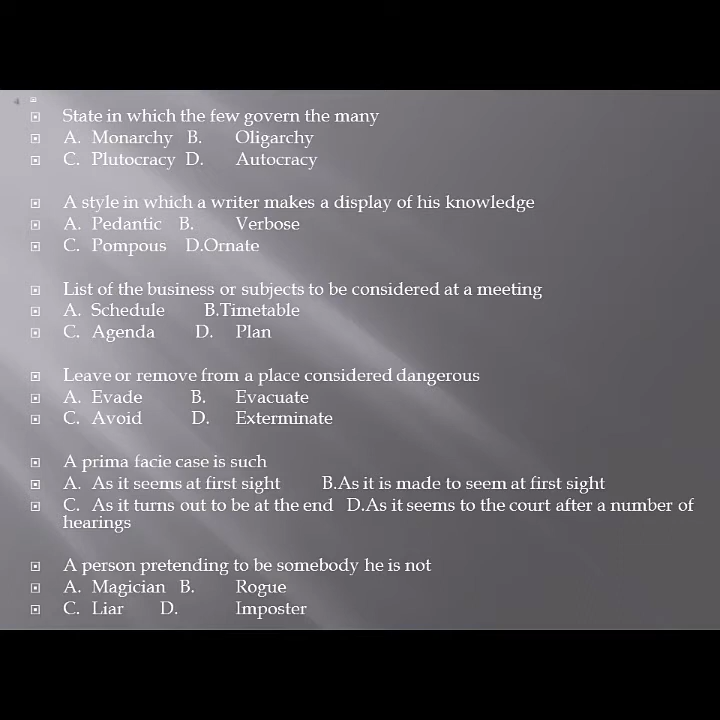 State in which the few govern the many
A. Monarchy B. Oligarchy
C. Plutocracy D. Autocracy
A style in which a writer makes a display of his knowledge
A. Pedantic B. Verbose
C. Pompous D.Ornate
List of the business or subjects to be considered at a meeting
A. Schedule B.Timetable
C. Agenda D. Plan
Leave or remove from a place considered dangerous
A. Evade B. Evacuate
C. Avoid D. Exterminate
A prima facie case is such
A. As it seems at first sight B.As it is made to seem at first sight
C. As it turns out to be at the end D.As it seems to the court after a number of
hearings
A person pretending to be somebody he is not
A. Magician B. Rogue
C. Liar D. Imposter